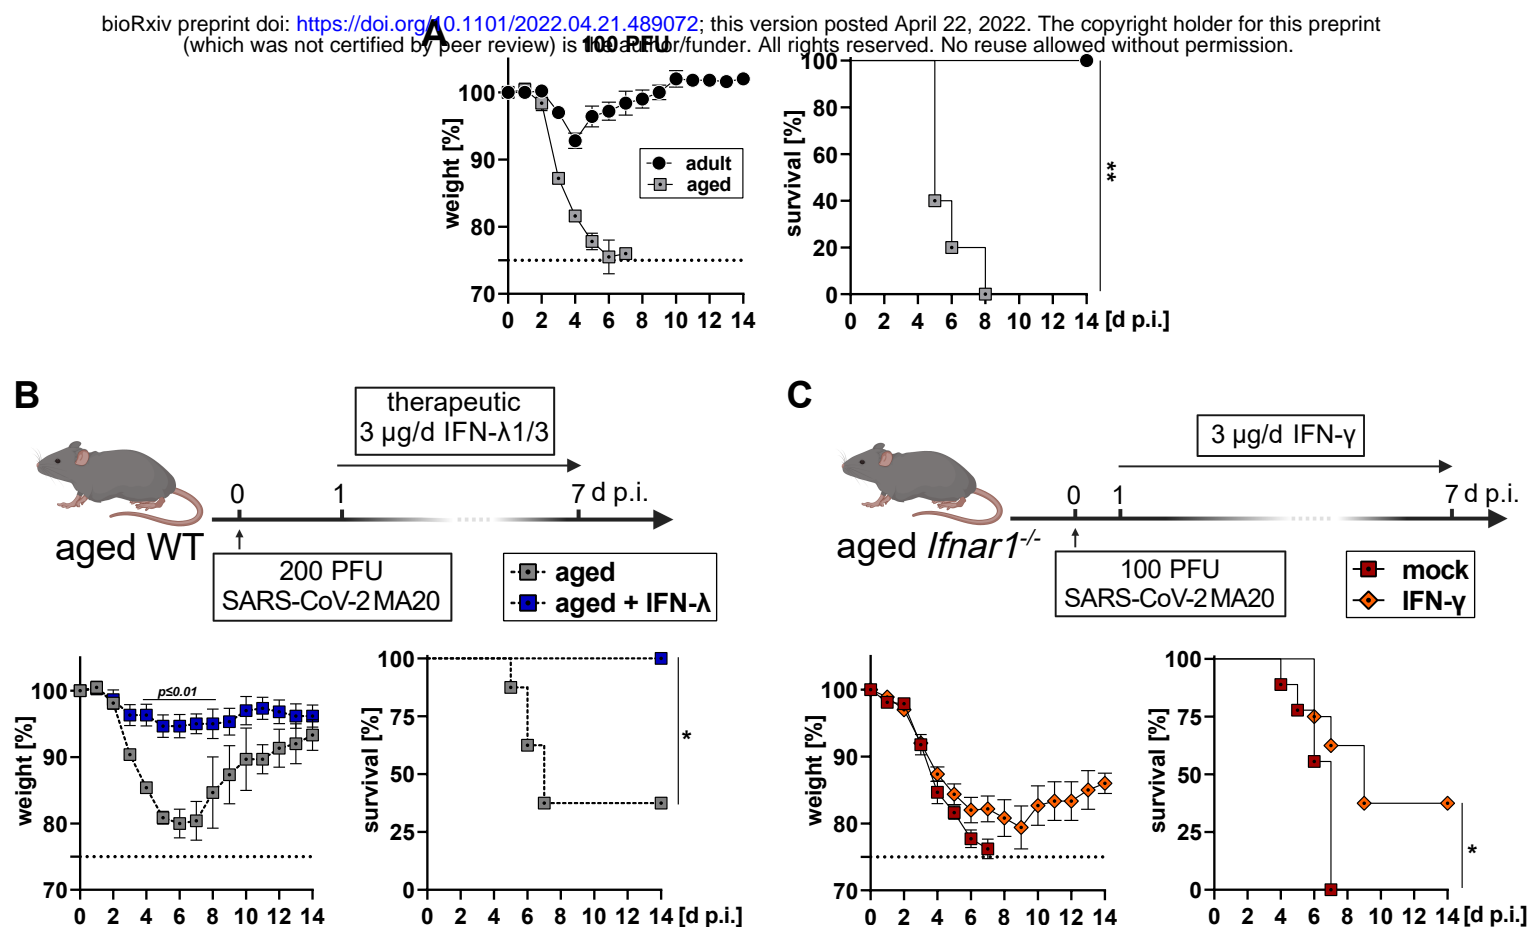 bioRxiv preprint doi: https://doi.org/10.1101/2022.04.21.489072; this version posted April 22, 2022. The copyright holder for this preprint
(which was not certified by peer review) is the author/funder. All rights reserved. No reuse allowed without permission.
A
100 PFU
weight [%]
100
90
80
70
0 2 4 6 8 10 12 14
adult
aged
survival [%]
100
80
60
40
20
0
0 2 4 6 8 10 12 14 [d p.i.]
**
B
therapeutic
3 µg/d IFN-λ1/3
0 1 7 d p.i.
aged WT
200 PFU
SARS-CoV-2 MA20
aged
aged + IFN-λ
weight [%]
100
90
80
70
0 2 4 6 8 10 12 14
p≤0.01
survival [%]
100
75
50
25
0
0 2 4 6 8 10 12 14 [d p.i.]
*
C
3 µg/d IFN-γ
0 1 7 d p.i.
aged Ifnar1-/-
100 PFU
SARS-CoV-2 MA20
mock
IFN-γ
weight [%]
100
90
80
70
0 2 4 6 8 10 12 14
survival [%]
100
75
50
25
0
0 2 4 6 8 10 12 14 [d p.i.]
*